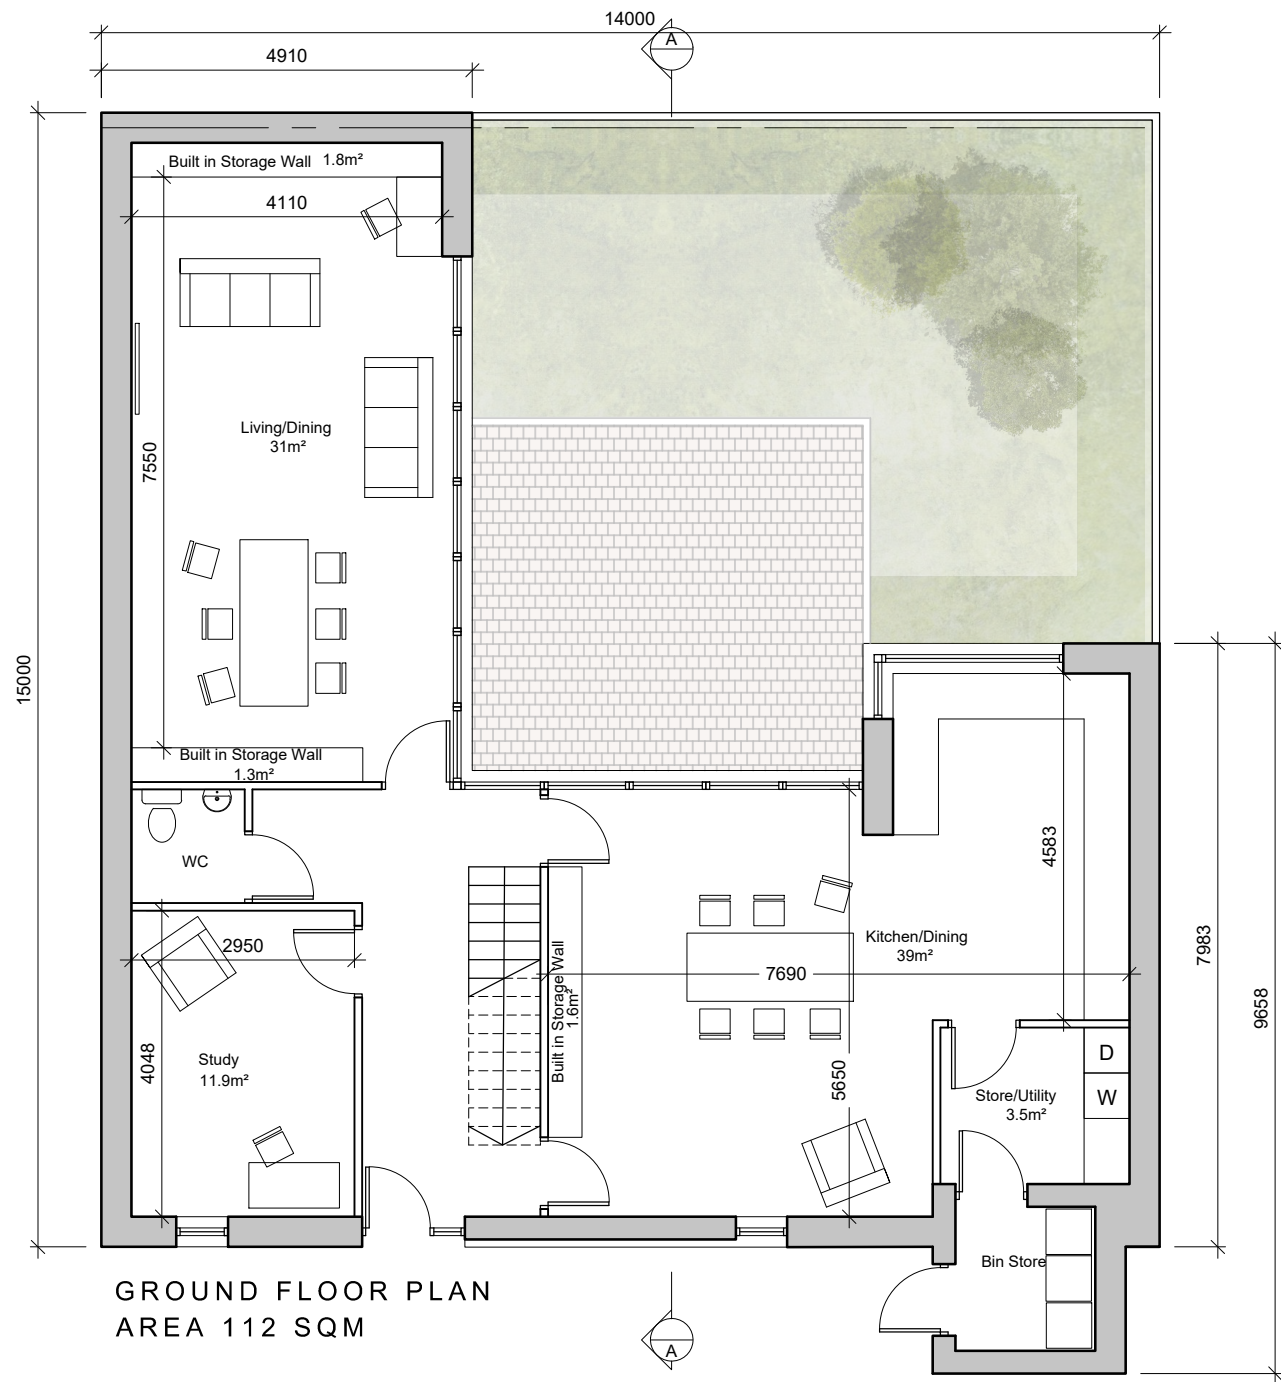 14000
A
4910
Built in Storage Wall 1.8m²
4110
Living/Dining
31m²
7550
15000
Built in Storage Wall
1.3m²
WC
4583
2950
Kitchen/Dining
39m²
7690
Built in Storage Wall
1.6m²
7983
9658
Study
11.9m²
4048
5650
D
W
Store/Utility
3.5m²
Bin Store
GROUND FLOOR PLAN
AREA 112 SQM
A